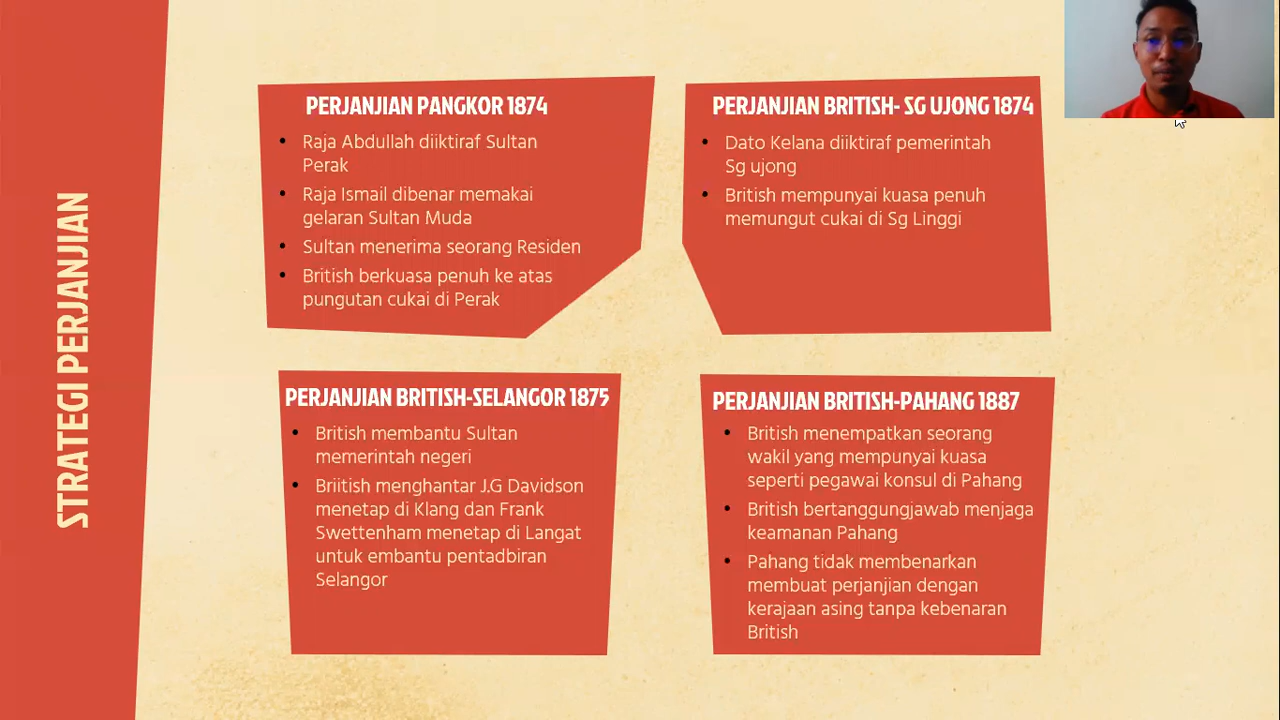 STRATEGI PERJANJIAN
PERJANJIAN PANGKOR 1874
• Raja Abdullah diiktiraf Sultan
Perak
• Raja Ismail dibenar memakai
gelaran Sultan Muda
• Sultan menerima seorang Residen
• British berkuasa penuh ke atas
pungutan cukai di Perak
PERJANJIAN BRITISH- SG UJONG 1874
• Dato Kelana diiktiraf pemerintah
Sg ujong
• British mempunyai kuasa penuh
memungut cukai di Sg Linggi
PERJANJIAN BRITISH-SELANGOR 1875
• British membantu Sultan
memerintah negeri
• Briitish menghantar J.G Davidson
menetap di Klang dan Frank
Swettenham menetap di Langat
untuk embantu pentadbiran
Selangor
PERJANJIAN BRITISH-PAHANG 1887
• British menempatkan seorang
wakil yang mempunyai kuasa
seperti pegawai konsul di Pahang
• British bertanggungjawab menjaga
keamanan Pahang
• Pahang tidak membenarkan
membuat perjanjian dengan
kerajaan asing tanpa kebenaran
British